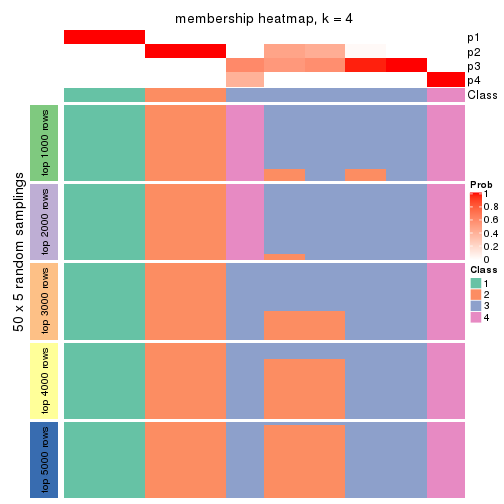 membership heatmap, k = 4
p1
p2
p3
p4
Class
50 x 5 random samplings
top 1000 rows
top 2000 rows
top 3000 rows
top 4000 rows
top 5000 rows
Prob
1
0.8
0.6
0.4
0.2
0
Class
1
2
3
4